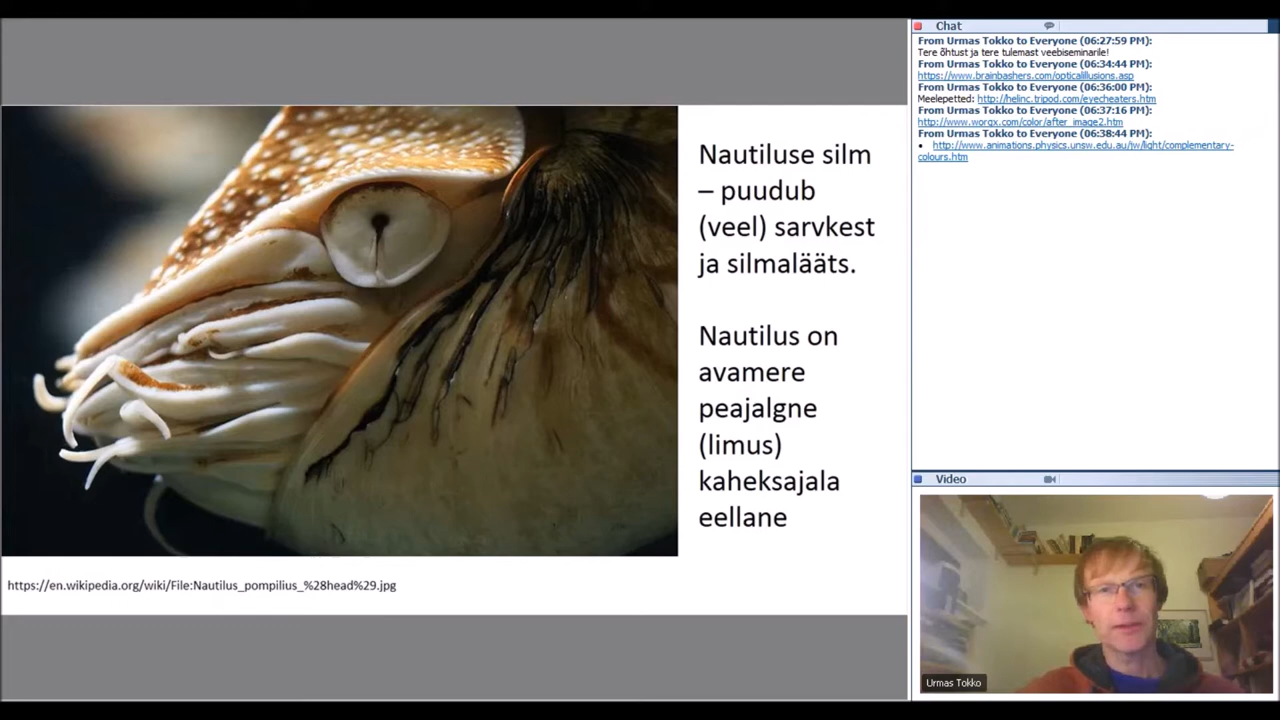 Nautiluse silm
– puudub
(veel) sarvkest
ja silmalääts.
Nautilus on
avamere
peajalgne
(limus)
kaheksajala
eellane
https://en.wikipedia.org/wiki/File:Nautilus_pompilius_%28head%29.jpg
Chat
From Urmas Tokko to Everyone (06:27:59 PM):
Tere õhtust ja tere tulemast veebiseminarile!
From Urmas Tokko to Everyone (06:34:44 PM):
https://www.brainbashers.com/opticalillusions.asp
From Urmas Tokko to Everyone (06:36:00 PM):
Meelepetted: http://helinc.tripod.com/eyecheaters.htm
From Urmas Tokko to Everyone (06:37:16 PM):
http://www.worqx.com/color/after_image2.htm
From Urmas Tokko to Everyone (06:38:44 PM):
• http://www.animations.physics.unsw.edu.au/jw/light/complementary-
colours.htm
Video
Urmas Tokko